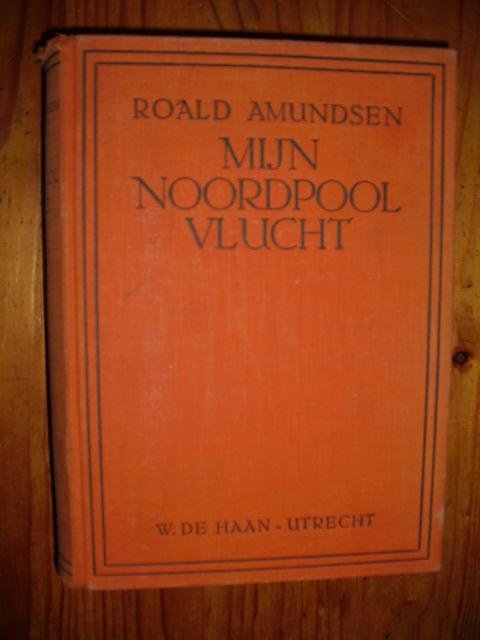 ROALD AMUNDSEN
MIJN
NOORDPOOL
VLUCHT
W. DE HAAN - UTRECHT